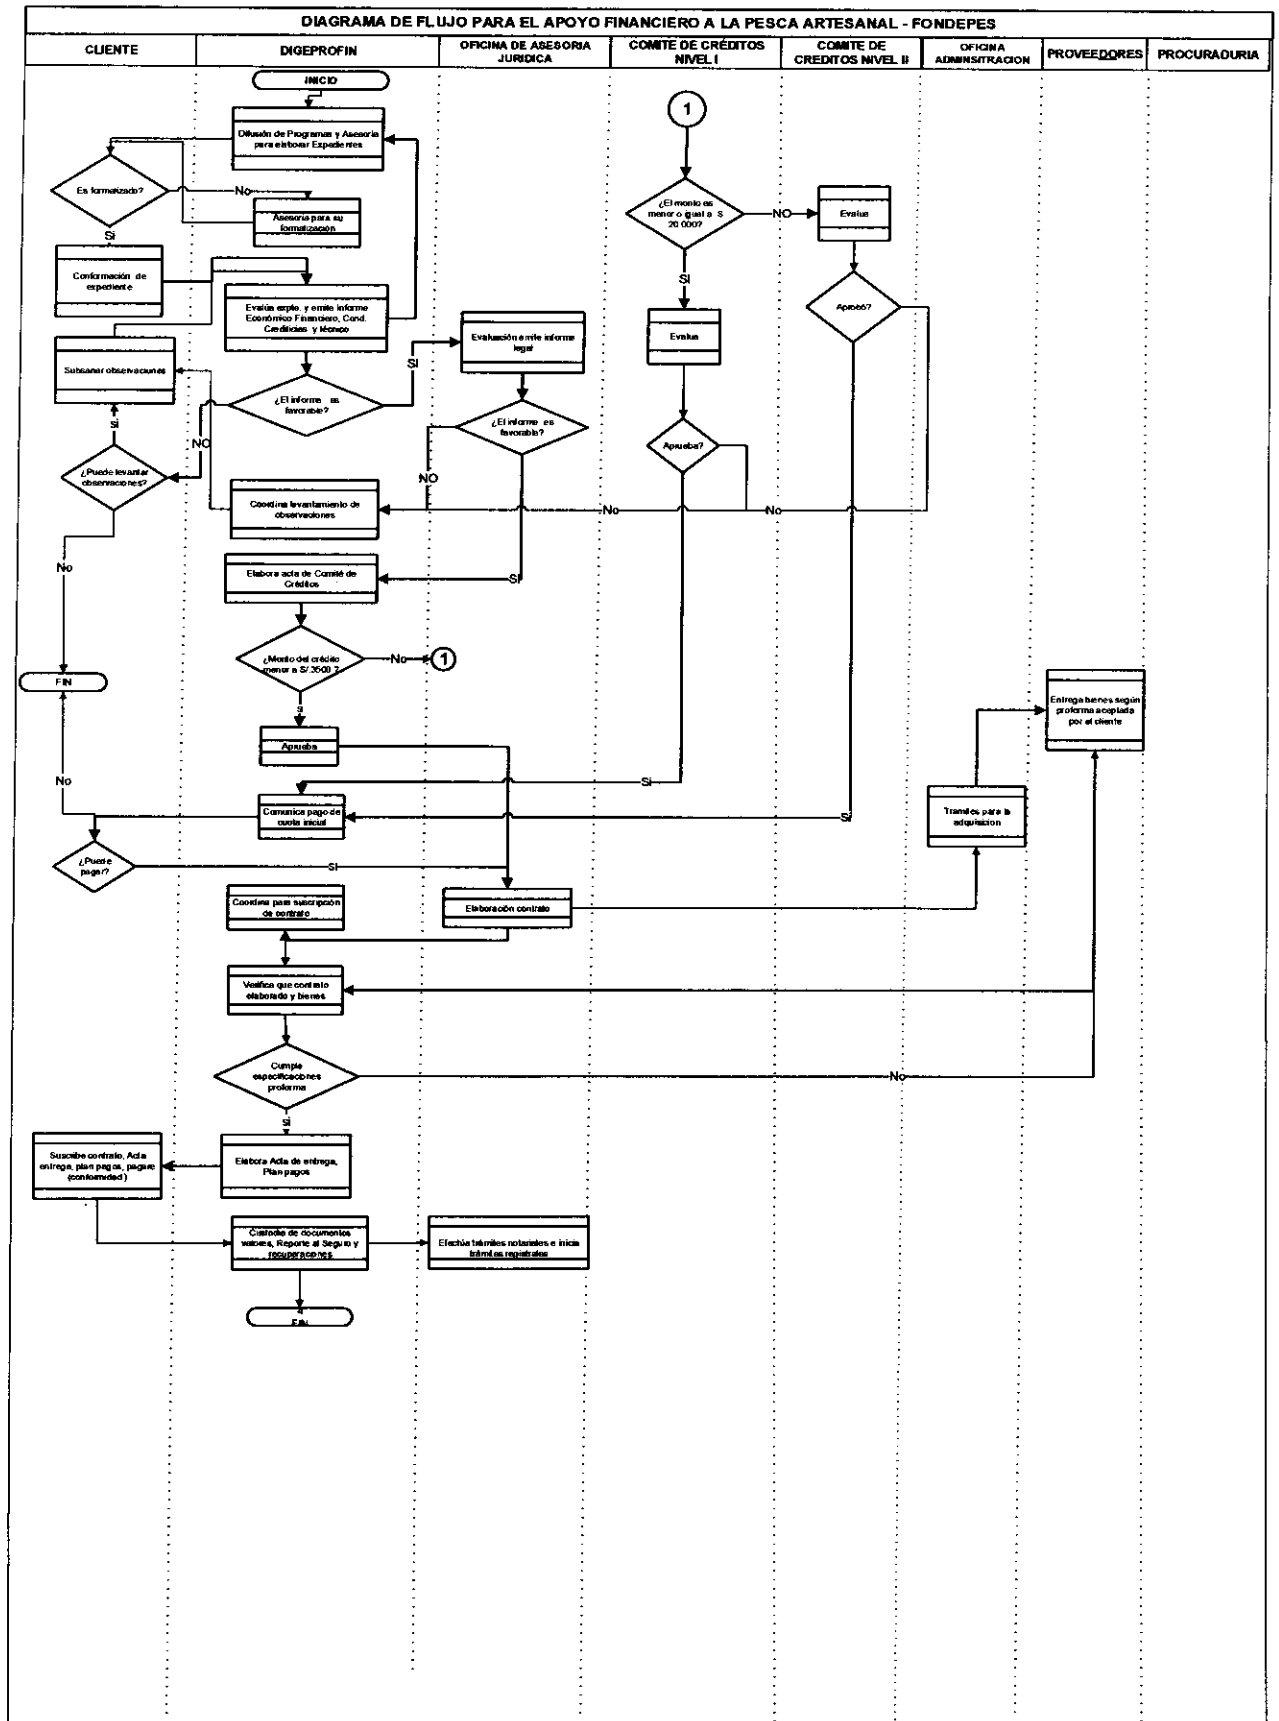 DIAGRAMA DE FLUJO PARA EL APOYO FINANCIERO A LA PESCA ARTESANAL - FONDEPES
CLIENTE
DIGEPROFIN
OFICINA DE ASESORIA
JURIDICA
COMITE DE CRÉDITOS
NIVEL I
COMITE DE
CREDITOS NIVEL II
OFICINA
ADMINSITRACION
PROVEEDORES
PROCURADURIA
INICIO
1
Difusión de Programas y Asesoria
para elaborar Expedientes
Es formalizado?
No
Asesoria para su
formalización
Si
¿El monto es
menor o igual a $
20 000?
NO
Evalua
SI
Conformación de
expediente
Evalúa expte. y emite informe
Económico Financiero, Cond.
Crediticias y técnico
Aprobó?
Evaluación emite informe
legal
Evalua
SI
Subsanar observaciones
¿El informe es
favorable?
¿El informe es
favorable?
SI
NO
Aprueba?
¿Puede levantar
observaciones?
NO
Coordina levantamiento de
observaciones
No
No
No
Elabora acta de Comité de
Créditos
SI
¿Monto del crédito
menor a S/.3500 ?
No
1
FIN
SI
Entrega bienes según
proforma aceptada
por el cliente
Aprueba
No
Si
Comunica pago de
cuota inicial
SI
Tramites para la
adquisicion
¿Puede
pagar?
SI
Coordina para suscripción
de contrato
Elaboración contrato
Verifica que contrato
elaborado y bienes
Cumple
especificaciones
proforma
No
SI
Suscribe contrato, Acta
entrega, plan pagos, pagare
(conformidad)
Elabora Acta de entrega,
Plan pagos
Custodia de documentos
valores, Reporte al Seguro y
recuperaciones
Efectúa trámites notariales e inicia
trámites registrales
FIN